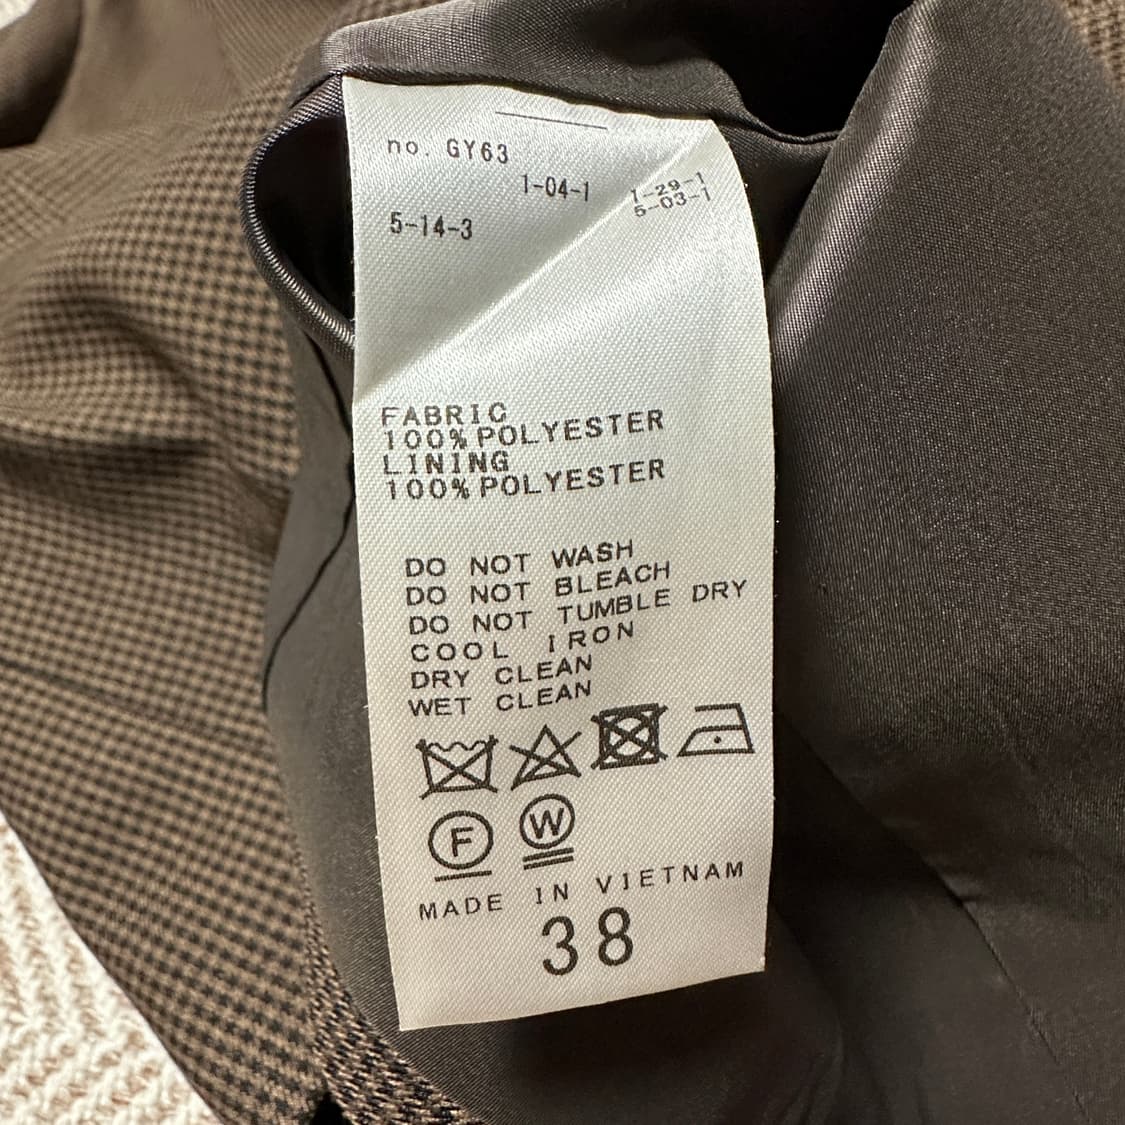 no. GY63
1-04-1
1-29-1
5-03-1
5-14-3
FABRIC
100% POLYESTER
LINING
100% POLYESTER
DO NOT WASH
DO NOT BLEACH
DO NOT TUMBLE DRY
COOL IRON
DRY CLEAN
WET CLEAN
F W
MADE IN VIETNAM
38